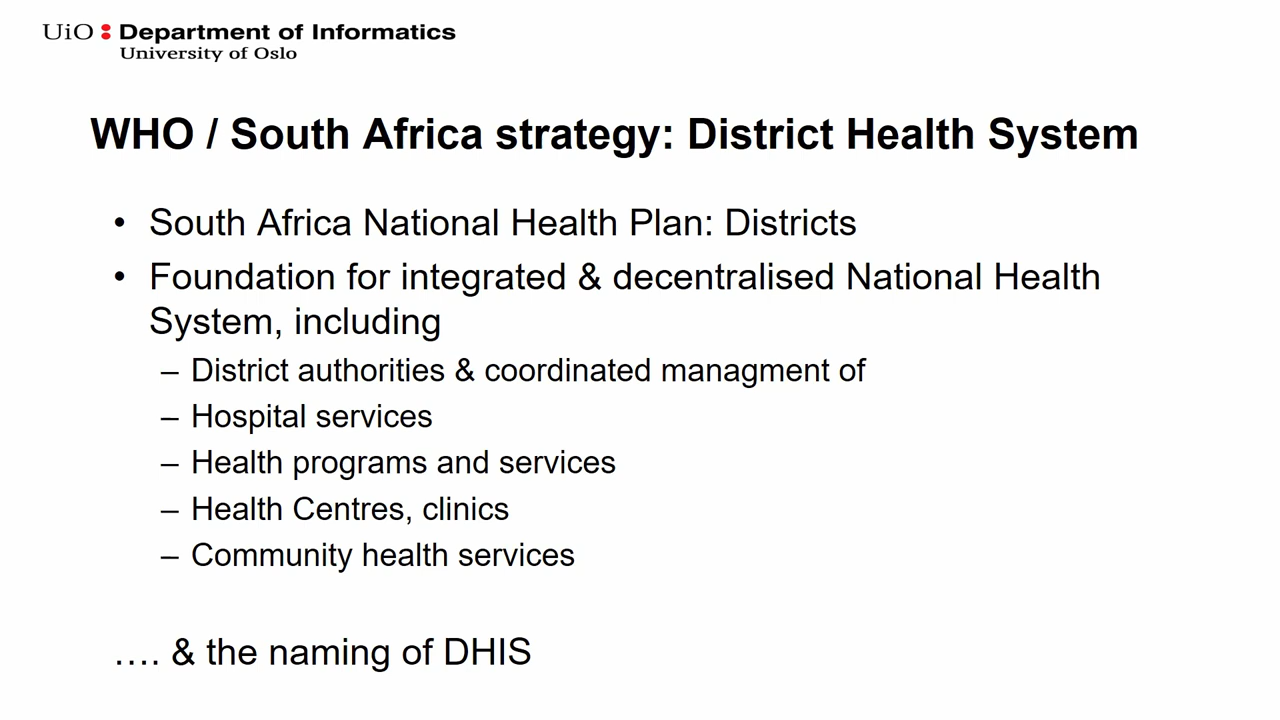 UiO : Department of Informatics
University of Oslo
WHO / South Africa strategy: District Health System
• South Africa National Health Plan: Districts
• Foundation for integrated & decentralised National Health
System, including
– District authorities & coordinated managment of
– Hospital services
– Health programs and services
– Health Centres, clinics
– Community health services
…. & the naming of DHIS